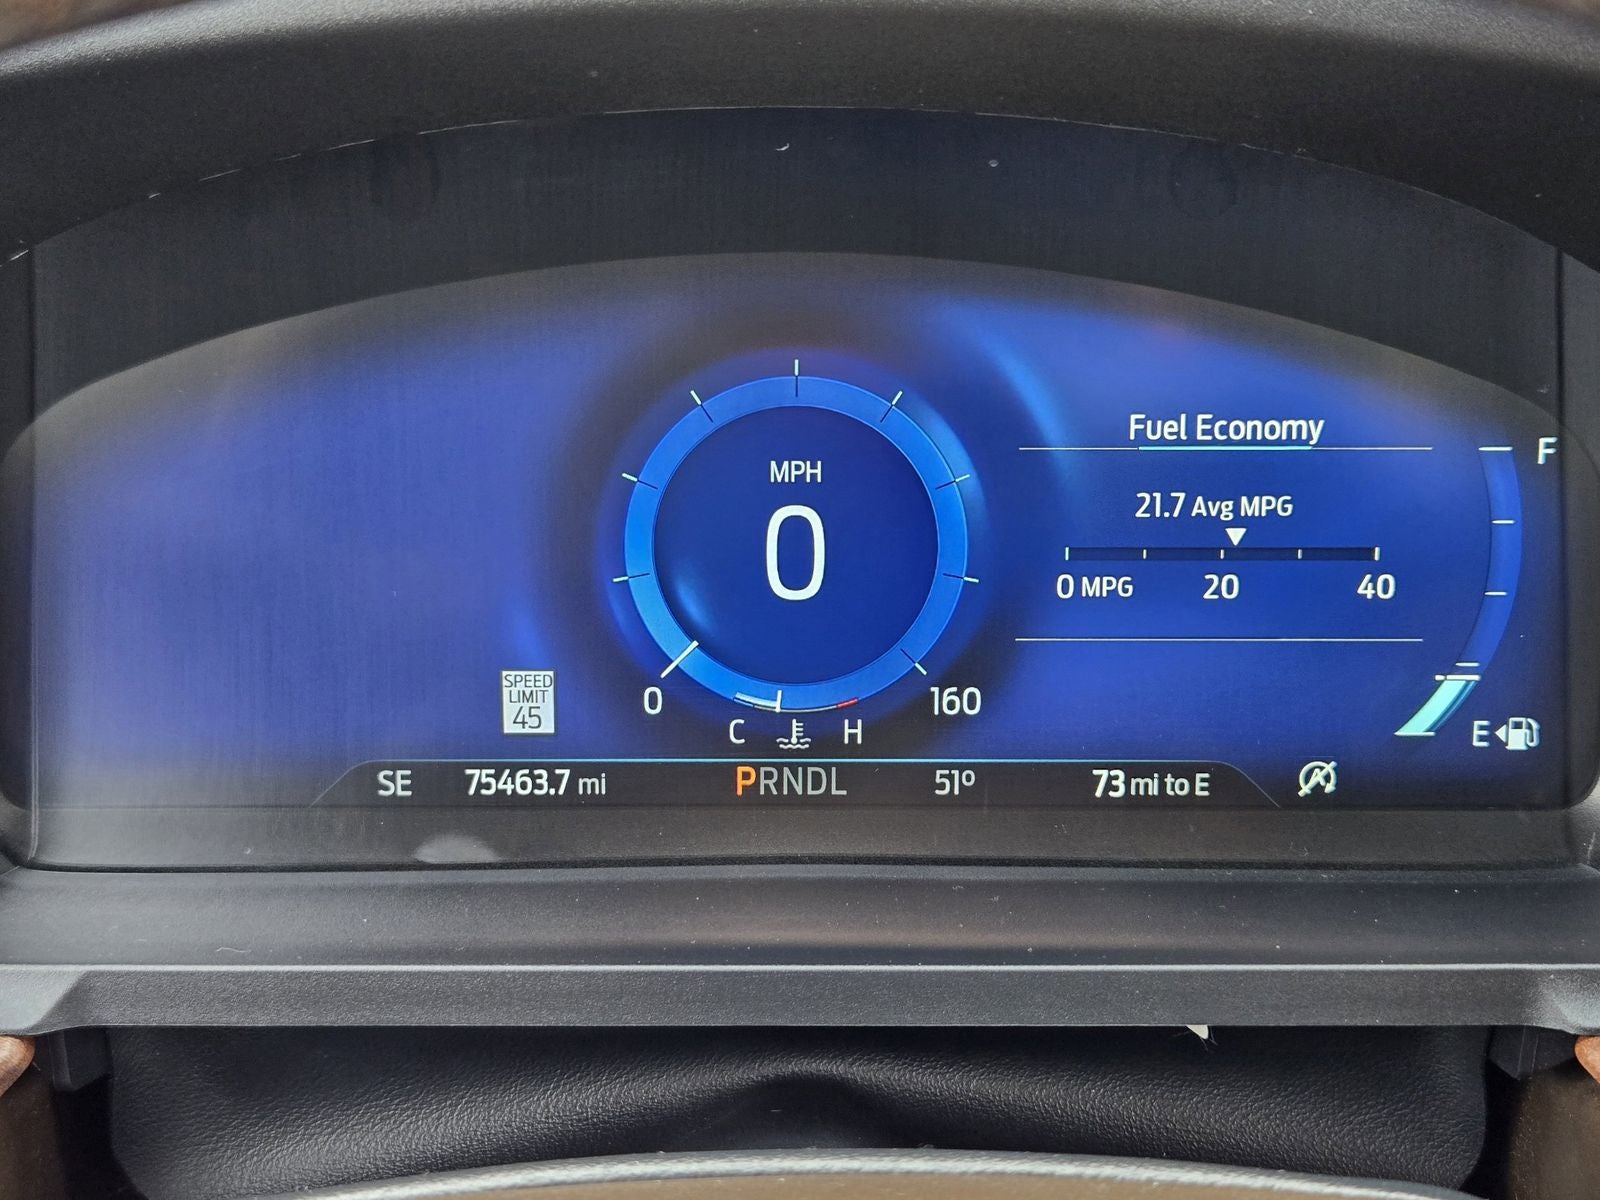 Fuel Economy
F
MPH
21.7 Avg MPG
0
0 MPG 20 40
SPEED
LIMIT
45
0
160
C H
E
SE 75463.7 mi PRNDL 51° 73 mi to E
A